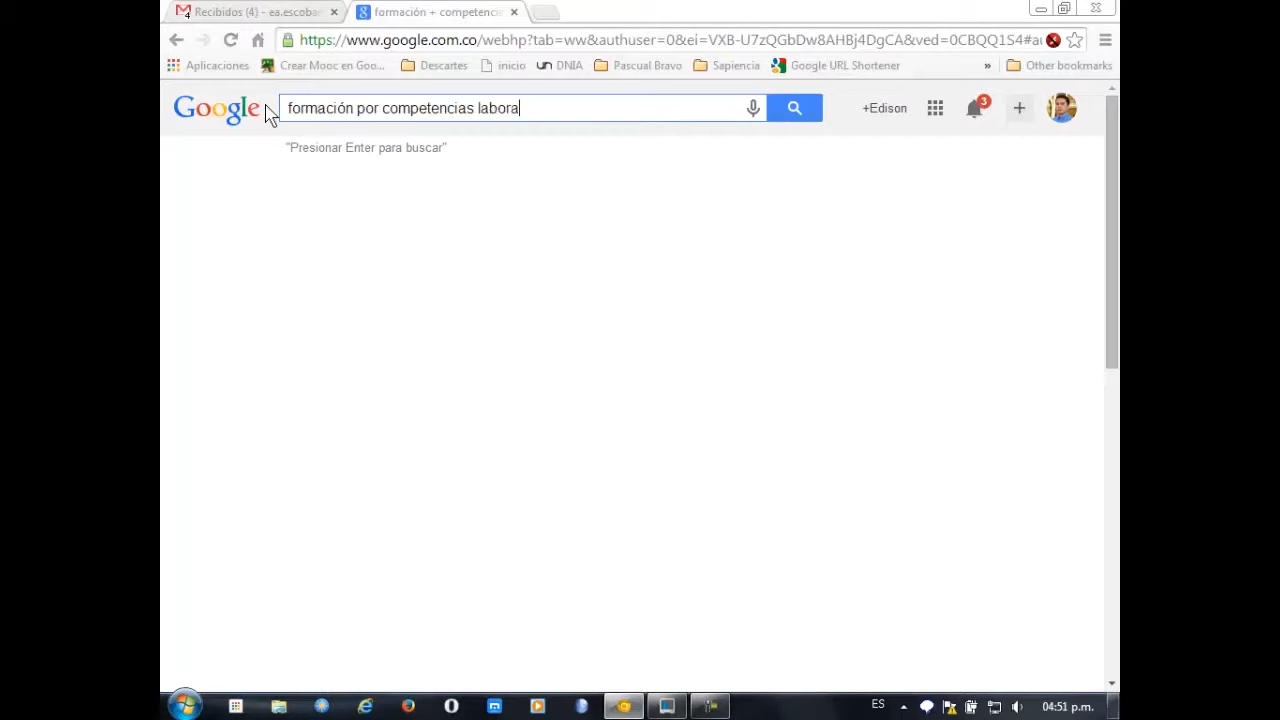 Recibidos (4) - ea.escobar
formación + competencia
https://www.google.com.co/webhp?tab=ww&authuser=0&ei=VXB-U7zQGbDw8AHBj4DgCA&ved=0CBQQ1S4#au
Aplicaciones Crear Mooc en Goo... Descartes inicio DNIA Pascual Bravo Sapiencia Google URL Shortener » Other bookmarks
Google formación por competencias labora +Edison 3
"Presionar Enter para buscar"
ES 04:51 p.m.